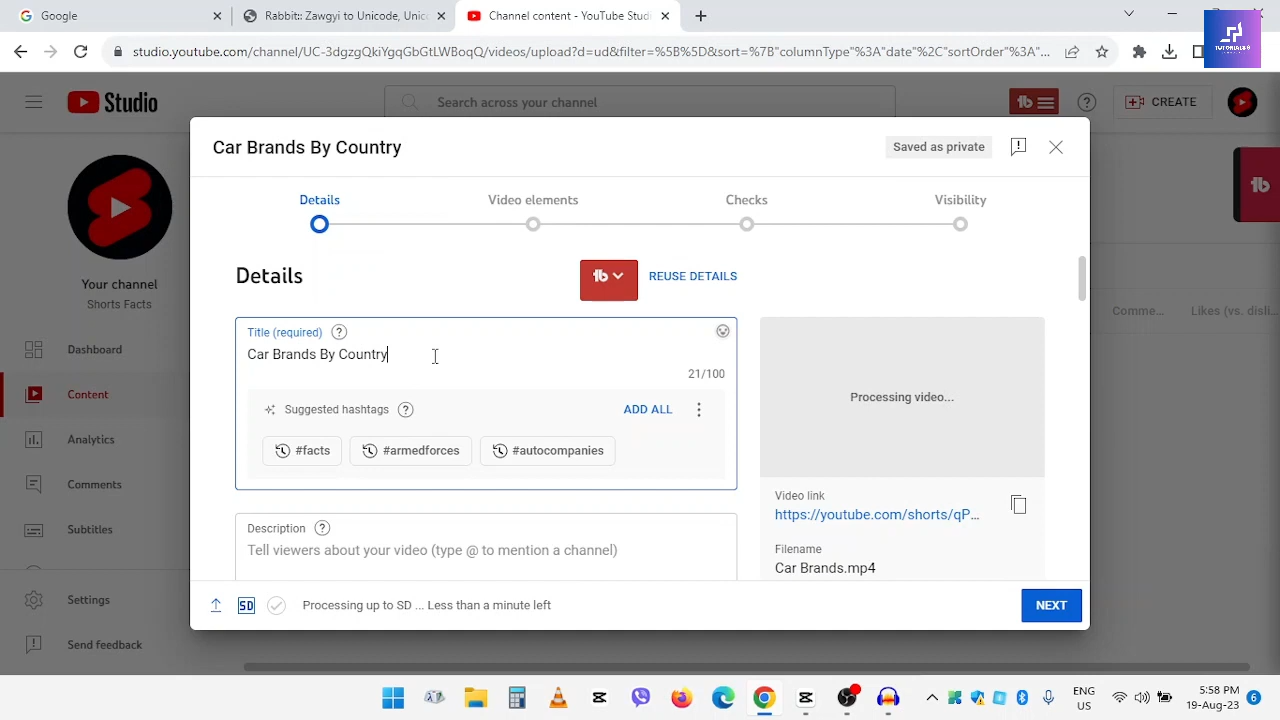 Google
Rabbit: Zawgyi to Unicode, Unico
Channel content - YouTube Studi
studio.youtube.com/channel/UC-3dgzgQkiYgqGbGtLWBoqQ/videos/upload?d=ud&filter=%5B%5D&sort=%7B"columnType"%3A"date"%2C"sortOrder"%3A...
TUTORIALES
Studio
Search across your channel
CREATE
Car Brands By Country
Saved as private
Details
Video elements
Checks
Visibility
Details
REUSE DETAILS
Title (required)
Car Brands By Country
21/100
Suggested hashtags
ADD ALL
#facts
#armedforces
#autocompanies
Description
Tell viewers about your video (type @ to mention a channel)
Processing video...
Video link
https://youtube.com/shorts/qP...
Filename
Car Brands.mp4
SD
Processing up to SD ... Less than a minute left
NEXT
Your channel
Shorts Facts
Dashboard
Content
Analytics
Comments
Subtitles
Settings
Send feedback
Comme...
Likes (vs. disli...
ENG
US
5:58 PM
19-Aug-23
6